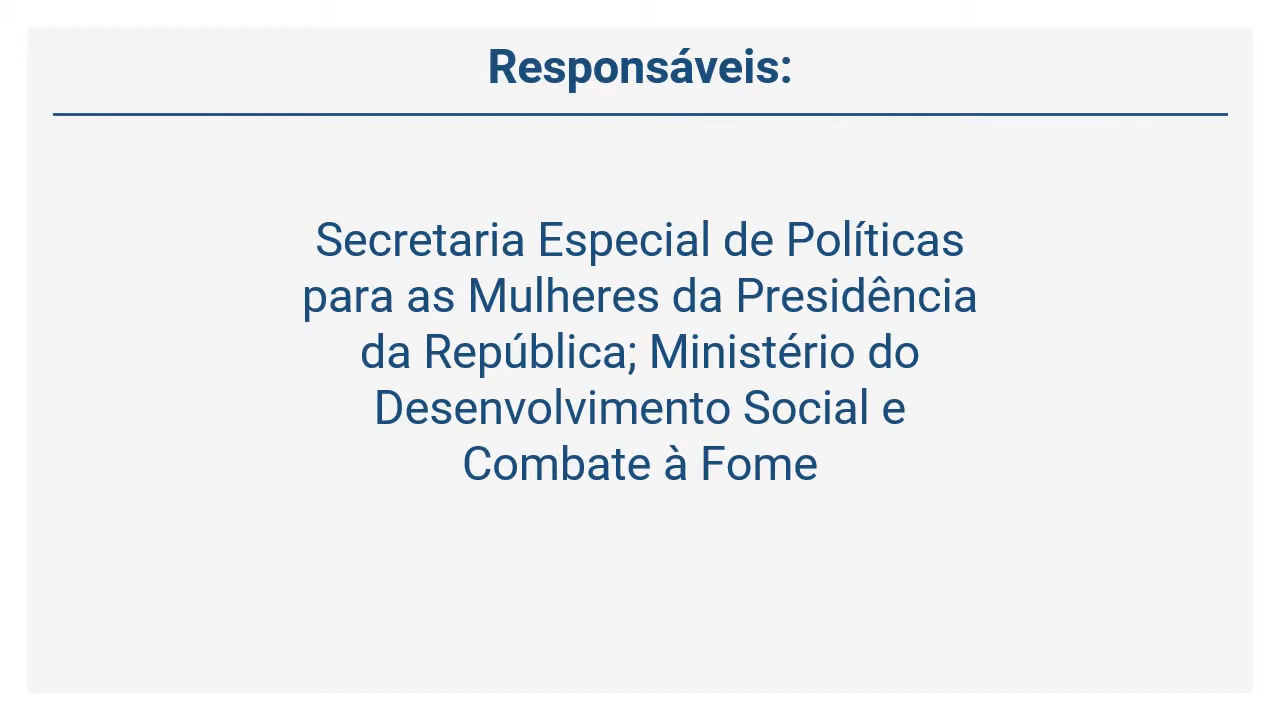 Responsáveis:
Secretaria Especial de Políticas
para as Mulheres da Presidência
da República; Ministério do
Desenvolvimento Social e
Combate à Fome